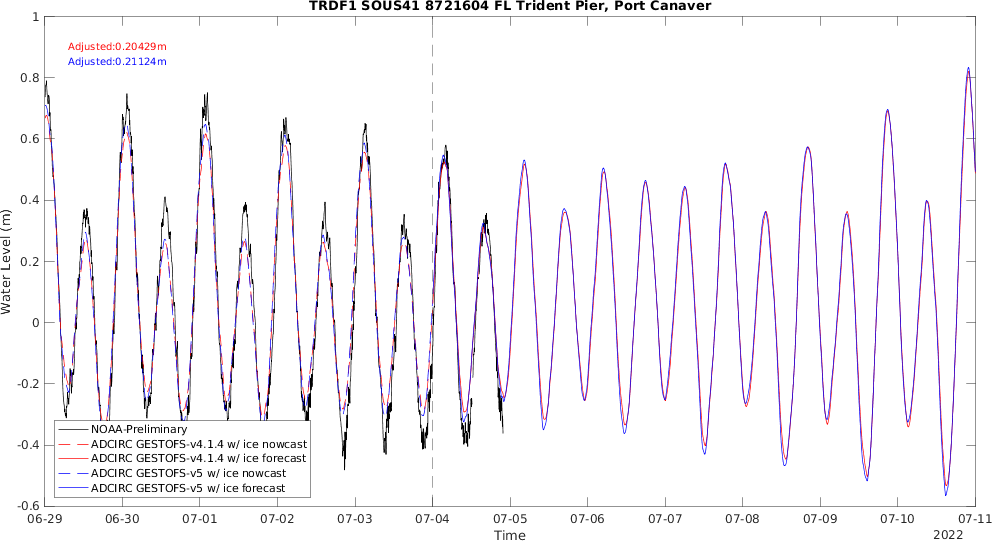 TRDF1 SOUS41 8721604 FL Trident Pier, Port Canaver
Adjusted:0.20429m
Adjusted:0.21124m
Water Level (m)
1
0.8
0.6
0.4
0.2
0
-0.2
-0.4
-0.6
NOAA-Preliminary
ADCIRC GESTOFS-v4.1.4 w/ ice nowcast
ADCIRC GESTOFS-v4.1.4 w/ ice forecast
ADCIRC GESTOFS-v5 w/ ice nowcast
ADCIRC GESTOFS-v5 w/ ice forecast
06-29 06-30 07-01 07-02 07-03 07-04 07-05 07-06 07-07 07-08 07-09 07-10 07-11
Time
2022